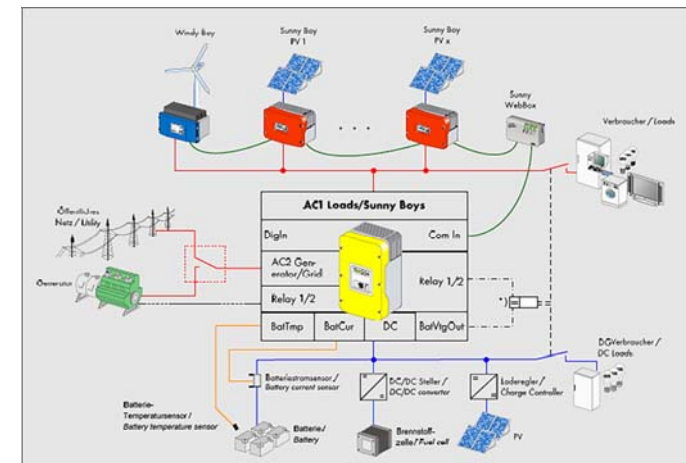 Windy Boy
Sunny Boy
PV 1
Sunny Boy
PV x
Sunny
WebBox
Verbraucher / Loads
. . .
AC1 Loads/Sunny Boys
Öffentliches
Netz / Utility
DigIn
Com In
AC2 Gen-
erator/Grid
Relay 1/2
Generator
Relay 1/2
BatTmp
BatCur
DC
BatVtgOut
DC-Verbraucher /
DC Loads
Batteriestromsensor /
Battery current sensor
DC/DC Steller /
DC/DC converter
Laderegler /
Charge Controller
Batterie-
Temperatursensor /
Battery temperature sensor
Batterie/
Battery
Brennstoff-
zelle/ Fuel cell
PV